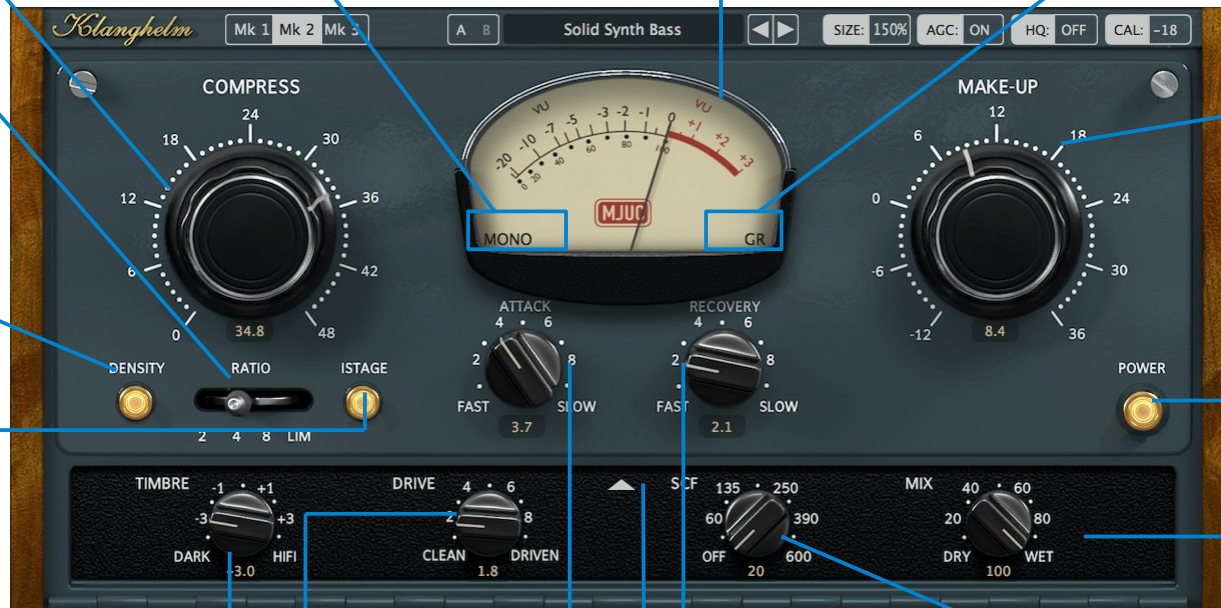 Klanghelm
Mk 1 Mk 2 Mk 3
A B
Solid Synth Bass
SIZE: 150%
AGC: ON
HQ: OFF
CAL: -18
COMPRESS
0 6 12 18 24 30 36 42 48
34.8
VU VU
-20 -10 -7 -5 -3 -2 -1 0 +1 +2 +3
0 20 40 60 80 100
MJUC
MONO GR
MAKE-UP
-12 -6 0 6 12 18 24 30 36
8.4
ATTACK
2 4 6 8
FAST SLOW
3.7
RECOVERY
2 4 6 8
FAST SLOW
2.1
DENSITY RATIO ISTAGE
2 4 8 LIM
POWER
TIMBRE
-3 -1 +1 +3
DARK HIFI
-3.0
DRIVE
2 4 6 8
CLEAN DRIVEN
1.8
SCF
60 135 250 390
OFF 600
20
MIX
20 40 60 80
DRY WET
100